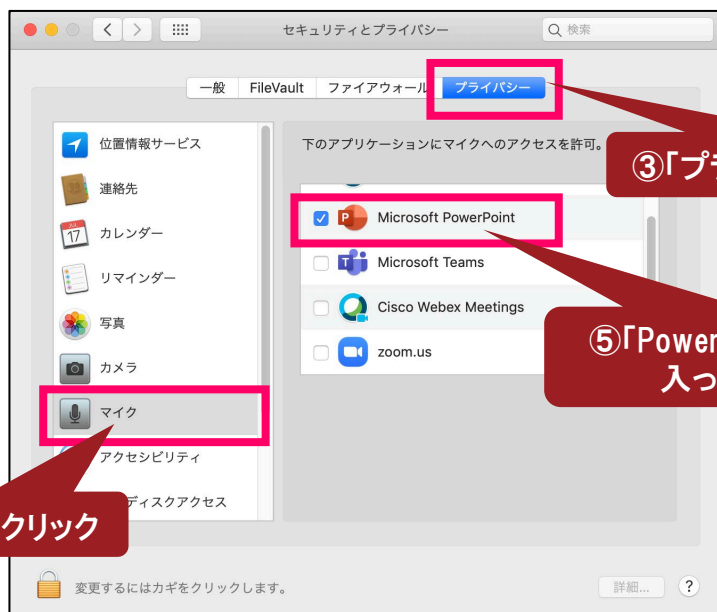 セキュリティとプライバシー
検索
一般
FileVault
ファイアウォール
プライバシー
位置情報サービス
連絡先
JUL
17
カレンダー
リマインダー
写真
カメラ
マイク
アクセシビリティ
ディスクアクセス
下のアプリケーションにマイクへのアクセスを許可。
Microsoft PowerPoint
Microsoft Teams
Cisco Webex Meetings
zoom.us
③「プラ
⑤「Power
入っ
クリック
変更するにはカギをクリックします。
詳細...
?